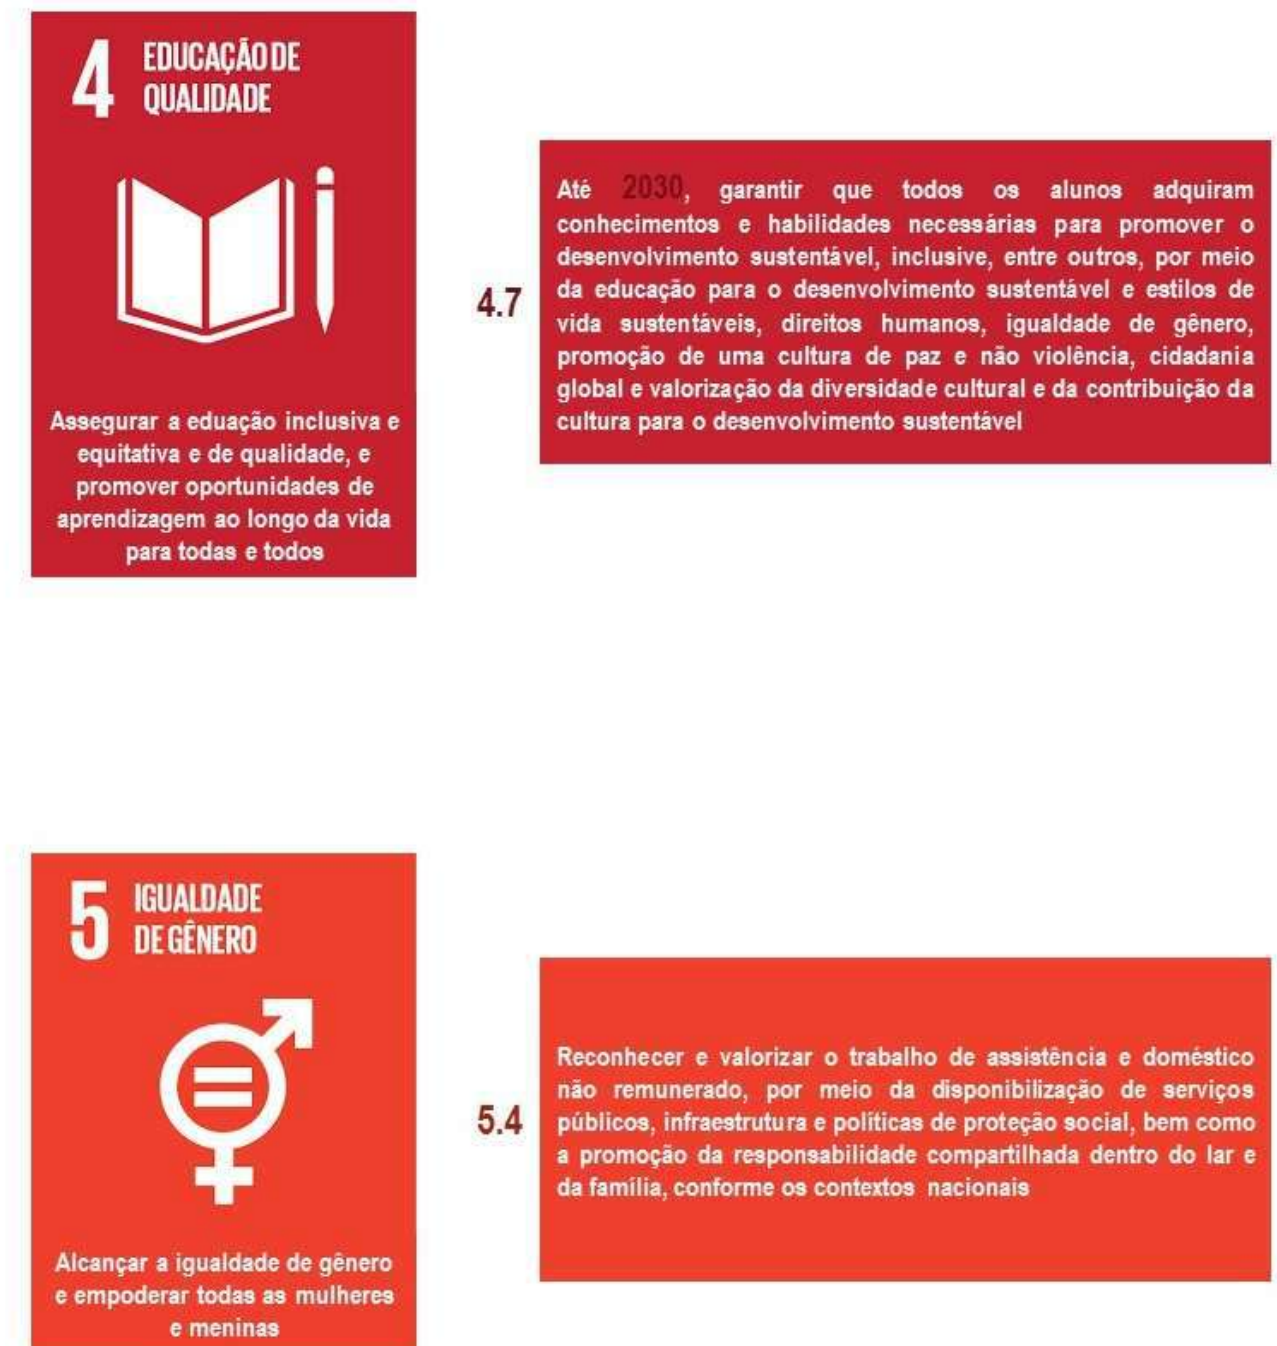 4 EDUCAÇÃO DE
QUALIDADE
Assegurar a eduação inclusiva e
equitativa e de qualidade, e
promover oportunidades de
aprendizagem ao longo da vida
para todas e todos
4.7
Até 2030, garantir que todos os alunos adquiram
conhecimentos e habilidades necessárias para promover o
desenvolvimento sustentável, inclusive, entre outros, por meio
da educação para o desenvolvimento sustentável e estilos de
vida sustentáveis, direitos humanos, igualdade de gênero,
promoção de uma cultura de paz e não violência, cidadania
global e valorização da diversidade cultural e da contribuição da
cultura para o desenvolvimento sustentável
5 IGUALDADE
DE GÊNERO
Alcançar a igualdade de gênero
e empoderar todas as mulheres
e meninas
5.4
Reconhecer e valorizar o trabalho de assistência e doméstico
não remunerado, por meio da disponibilização de serviços
públicos, infraestrutura e políticas de proteção social, bem como
a promoção da responsabilidade compartilhada dentro do lar e
da família, conforme os contextos nacionais